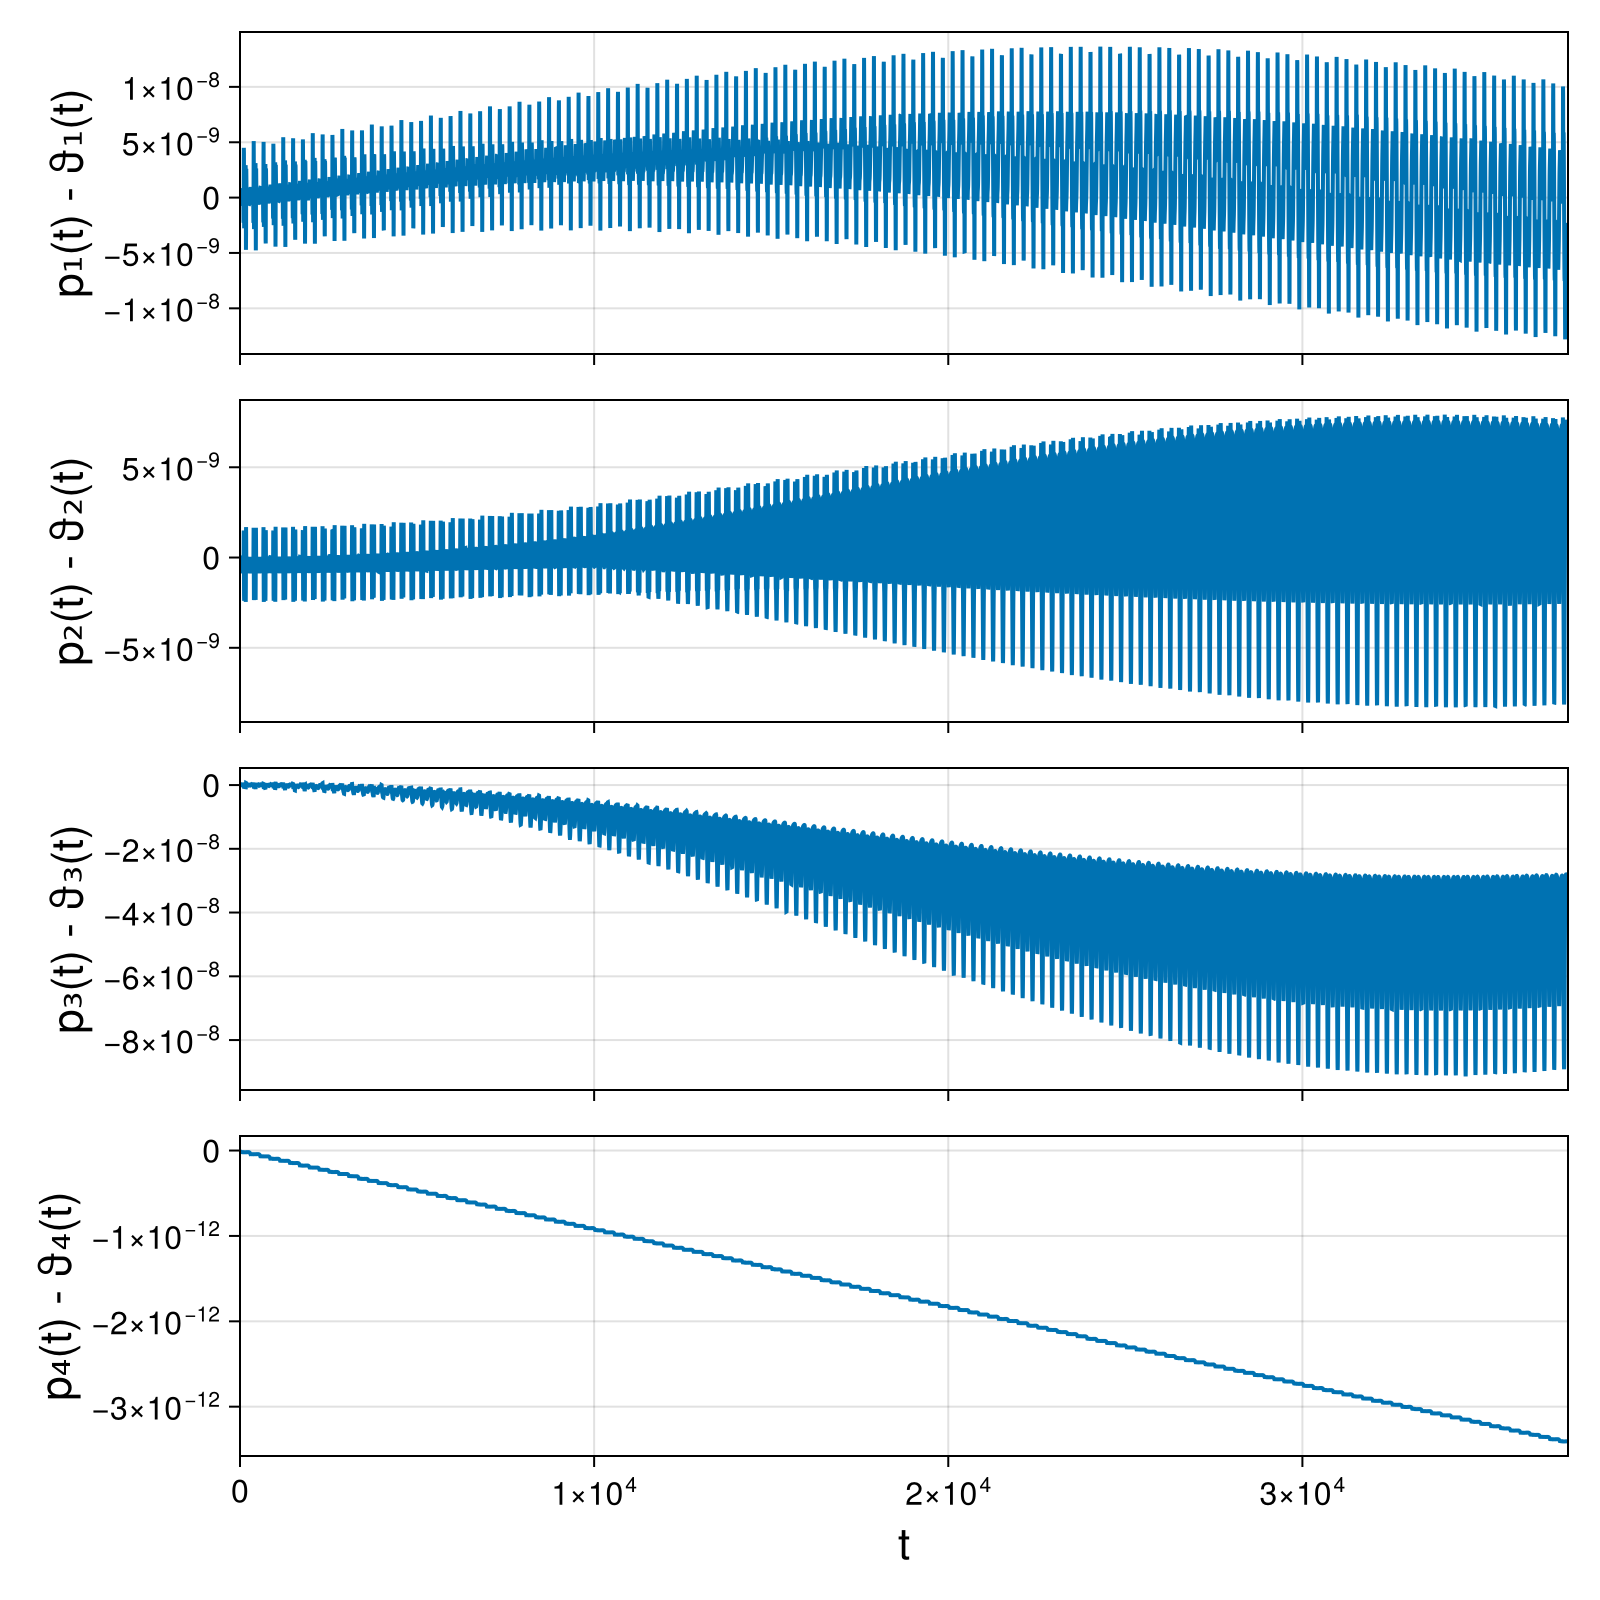 p₁(t) - ϑ₁(t)
1×10⁻⁸
5×10⁻⁹
0
−5×10⁻⁹
−1×10⁻⁸
p₂(t) - ϑ₂(t)
5×10⁻⁹
0
−5×10⁻⁹
p₃(t) - ϑ₃(t)
0
−2×10⁻⁸
−4×10⁻⁸
−6×10⁻⁸
−8×10⁻⁸
p₄(t) - ϑ₄(t)
0
−1×10⁻¹²
−2×10⁻¹²
−3×10⁻¹²
0 1×10⁴ 2×10⁴ 3×10⁴
t